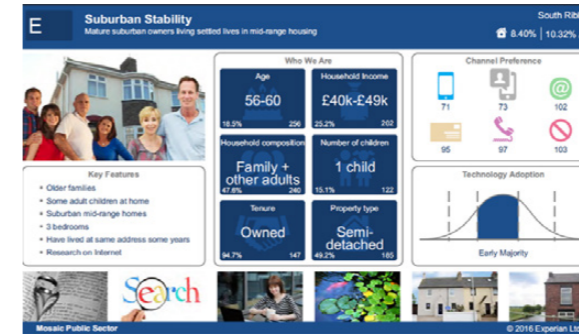 E
Suburban Stability
Mature suburban owners living settled lives in mid-range housing
South Ribb
8.40% | 10.32%
Who We Are
Age
56-60
18.5% 256
Household Income
£40k-£49k
25.2% 202
Household composition
Family +
other adults
47.8% 240
Number of children
1 child
15.1% 122
Tenure
Owned
94.7% 147
Property type
Semi-
detached
49.2% 185
Channel Preference
71 73 102
95 97 103
Key Features
Older families
Some adult children at home
Suburban mid-range homes
3 bedrooms
Have lived at same address some years
Research on Internet
Technology Adoption
Early Majority
Search
Mosaic Public Sector
© 2016 Experian Ltd